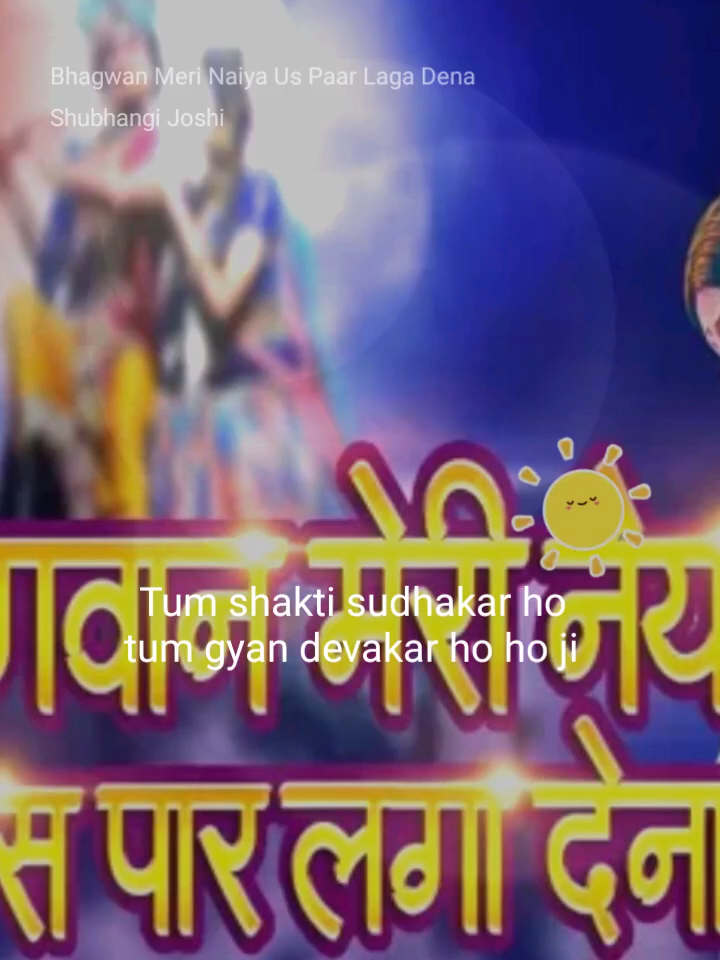 Bhagwan Meri Naiya Us Paar Laga Dena
Shubhangi Joshi
Tum shakti sudhakar ho
tum gyan devakar ho ho ji
मेरी
पार लगा देना